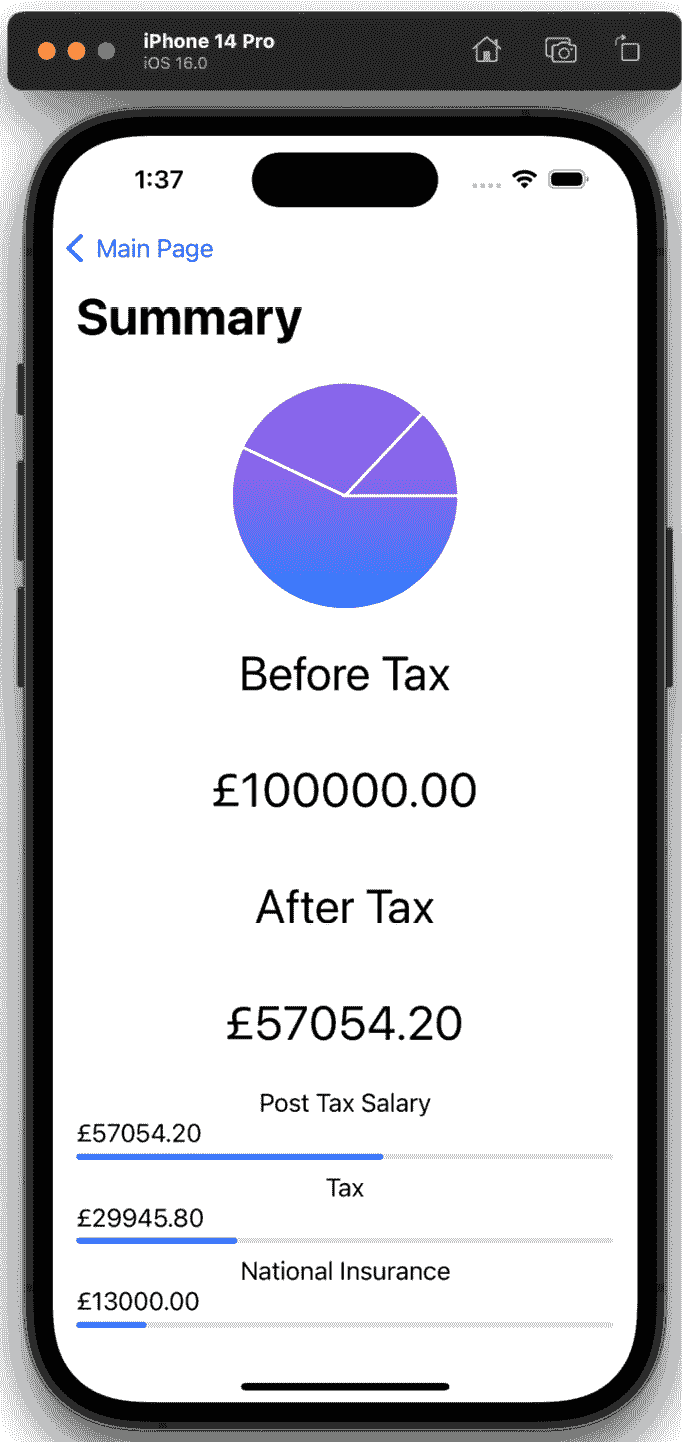 iPhone 14 Pro
iOS 16.0
1:37
Main Page
Summary
Before Tax
£100000.00
After Tax
£57054.20
Post Tax Salary
£57054.20
Tax
£29945.80
National Insurance
£13000.00